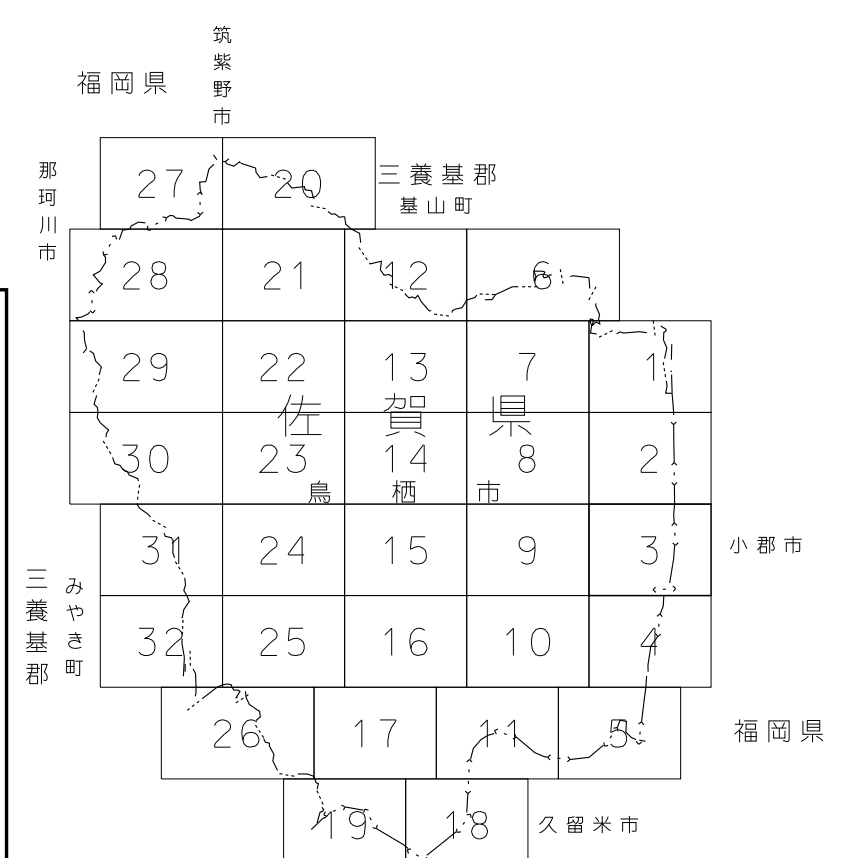 筑紫野市
福岡県
那珂川市
27 20
三養基郡
基山町
28 21 12 6
29 22 13 7 1
佐賀県
30 23 14 8 2
鳥栖市
31 24 15 9 3
小郡市
三養基郡
みやき町
32 25 16 10 4
26 17 11 5
福岡県
19 18
久留米市